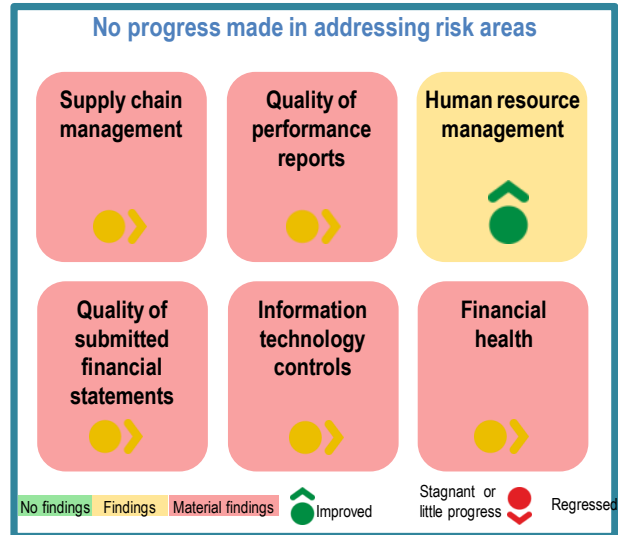 No progress made in addressing risk areas
Supply chain
management
Quality of
performance
reports
Human resource
management
Quality of
submitted
financial
statements
Information
technology
controls
Financial
health
No findings
Findings
Material findings
Improved
Stagnant or
little progress
Regressed